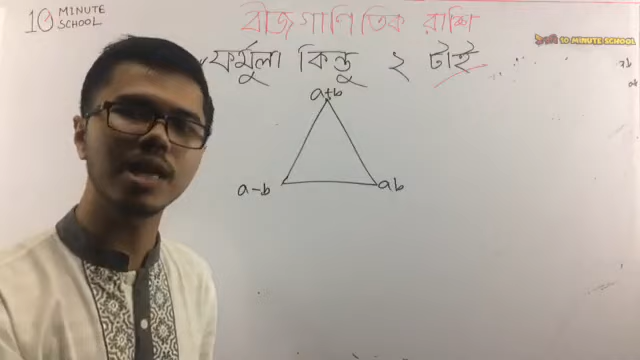 10 MINUTE SCHOOL
বীজগাণিতিক রাশি
10 MINUTE SCHOOL
ফর্মুলা কিন্তু ২ টাই
a+b
a-b
ab